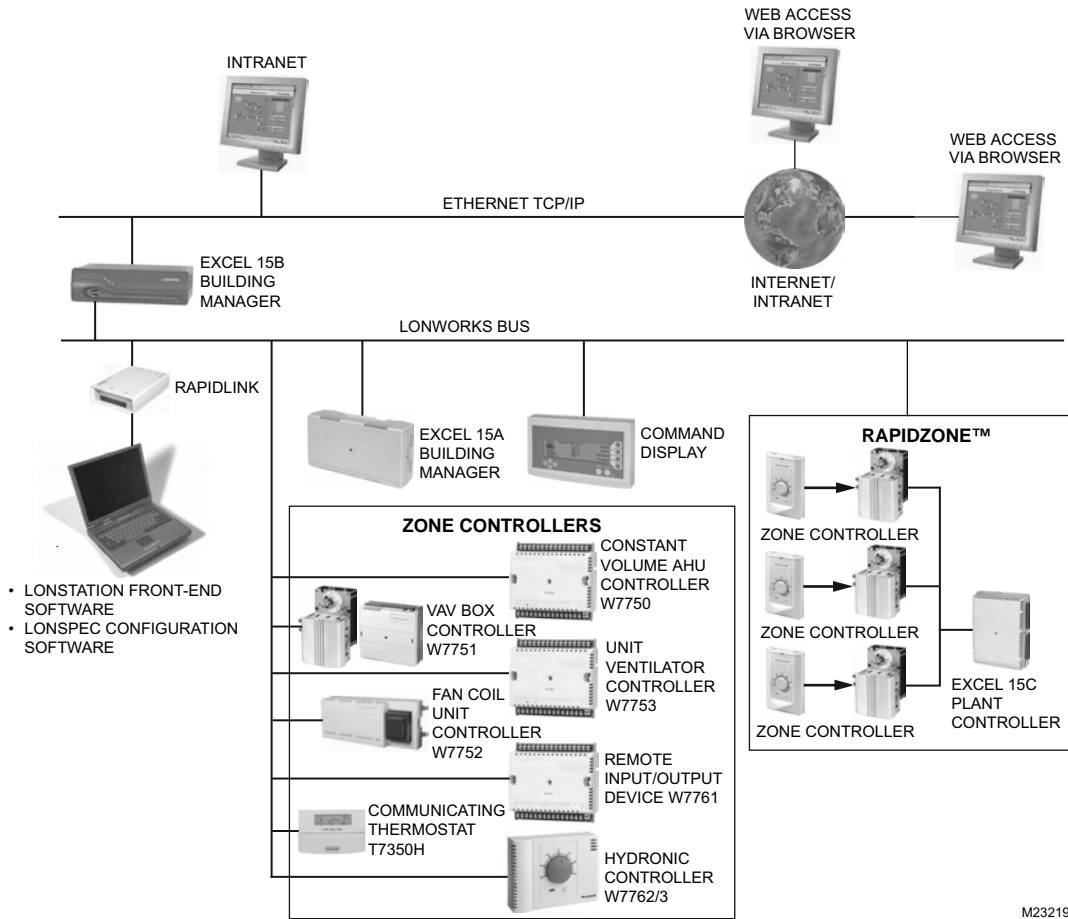 WEB ACCESS
VIA BROWSER
INTRANET
WEB ACCESS
VIA BROWSER
ETHERNET TCP/IP
EXCEL 15B
BUILDING
MANAGER
INTERNET/
INTRANET
LONWORKS BUS
RAPIDLINK
EXCEL 15A
BUILDING
MANAGER
COMMAND
DISPLAY
• LONSTATION FRONT-END
SOFTWARE
• LONSPEC CONFIGURATION
SOFTWARE
ZONE CONTROLLERS
CONSTANT
VOLUME AHU
CONTROLLER
W7750
VAV BOX
CONTROLLER
W7751
UNIT
VENTILATOR
CONTROLLER
W7753
FAN COIL
UNIT
CONTROLLER
W7752
REMOTE
INPUT/OUTPUT
DEVICE W7761
COMMUNICATING
THERMOSTAT
T7350H
HYDRONIC
CONTROLLER
W7762/3
RAPIDZONE™
ZONE CONTROLLER
ZONE CONTROLLER
ZONE CONTROLLER
EXCEL 15C
PLANT
CONTROLLER
M23219